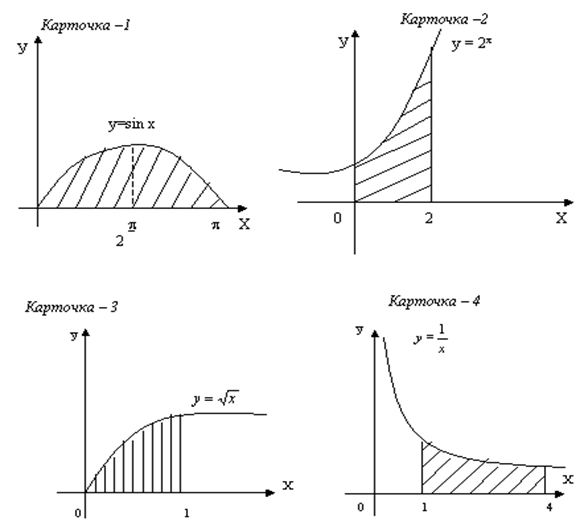 Карточка –1
У
y=sin x
π
2
π
X
Карточка –2
У
y = 2ˣ
0
2
X
Карточка – 3
У
y = √x
X
0
1
Карточка – 4
У
y = 1/x
X
0
1
4